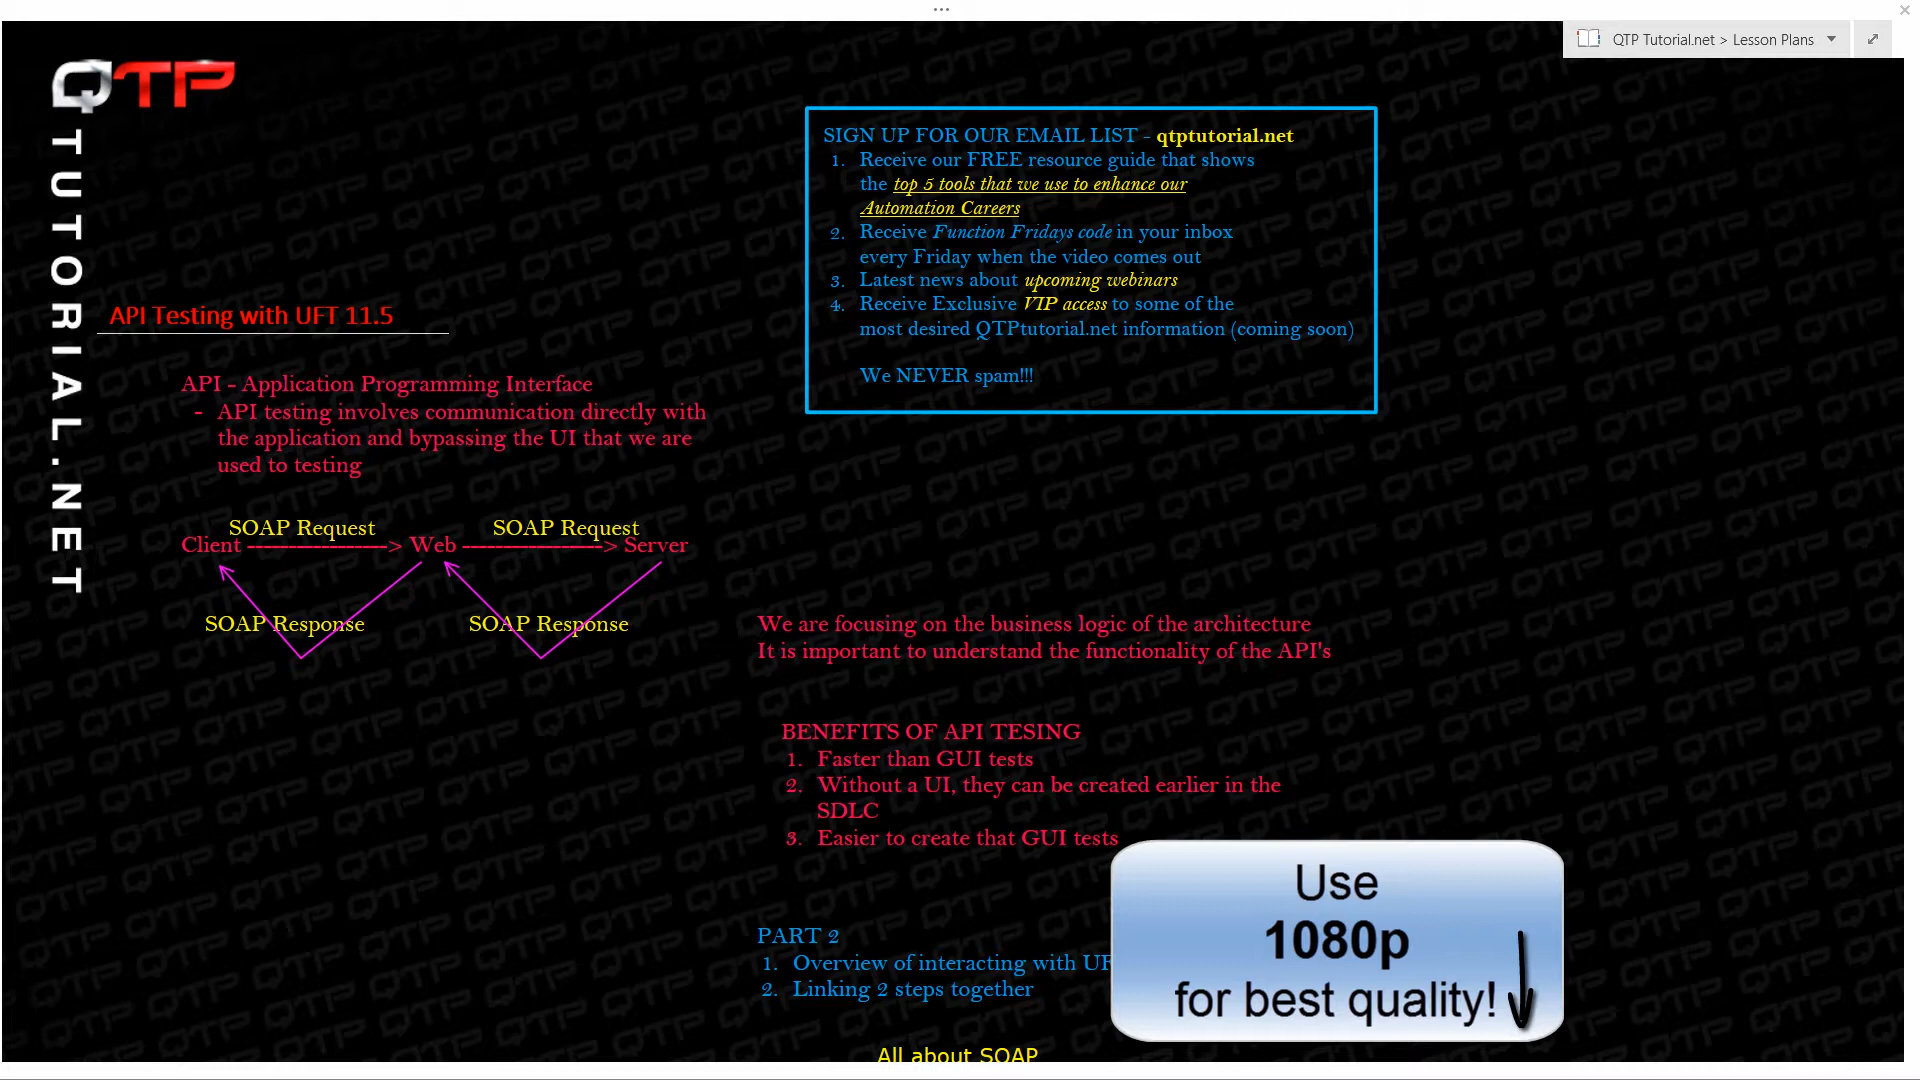 ...
QTP Tutorial.net > Lesson Plans
QTP
TUTORIAL.NET
SIGN UP FOR OUR EMAIL LIST - qtptutorial.net
1. Receive our FREE resource guide that shows
the top 5 tools that we use to enhance our
Automation Careers
2. Receive Function Fridays code in your inbox
every Friday when the video comes out
3. Latest news about upcoming webinars
4. Receive Exclusive VIP access to some of the
most desired QTPtutorial.net information (coming soon)
We NEVER spam!!!
API Testing with UFT 11.5
API - Application Programming Interface
- API testing involves communication directly with
the application and bypassing the UI that we are
used to testing
SOAP Request SOAP Request
Client -----------------> Web -----------------> Server
SOAP Response SOAP Response
We are focusing on the business logic of the architecture
It is important to understand the functionality of the API's
BENEFITS OF API TESING
1. Faster than GUI tests
2. Without a UI, they can be created earlier in the
SDLC
3. Easier to create that GUI tests
PART 2
1. Overview of interacting with
2. Linking 2 steps together
All about SOAP
Use
1080p
for best quality!